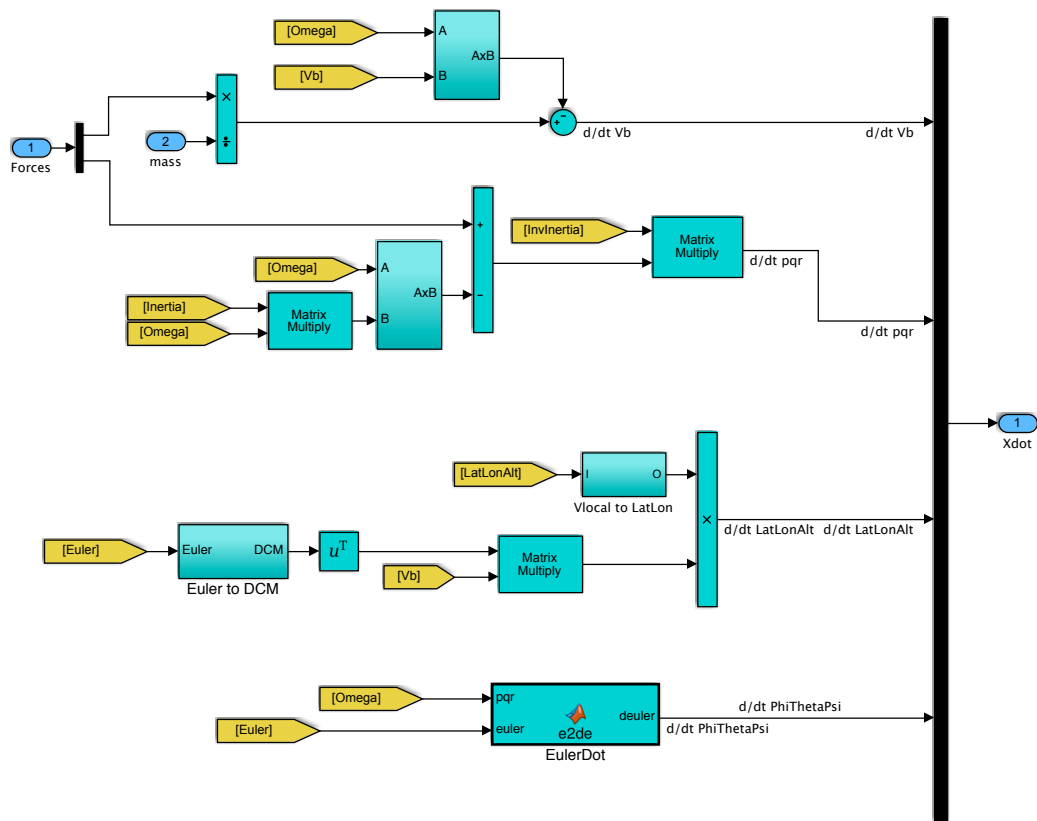 [Omega]
A
AxB
[Vb]
B
×
+
−
1
2
÷
d/dt Vb
d/dt Vb
Forces
mass
+
[InvInertia]
Matrix
Multiply
d/dt pqr
[Omega]
A
AxB
−
[Inertia]
Matrix
Multiply
B
[Omega]
d/dt pqr
1
Xdot
[LatLonAlt]
I
O
Vlocal to LatLon
×
d/dt LatLonAlt
d/dt LatLonAlt
[Euler]
Euler
DCM
uᵀ
Matrix
Multiply
[Vb]
Euler to DCM
[Omega]
pqr
d/dt PhiThetaPsi
deuler
[Euler]
euler
e2de
d/dt PhiThetaPsi
EulerDot